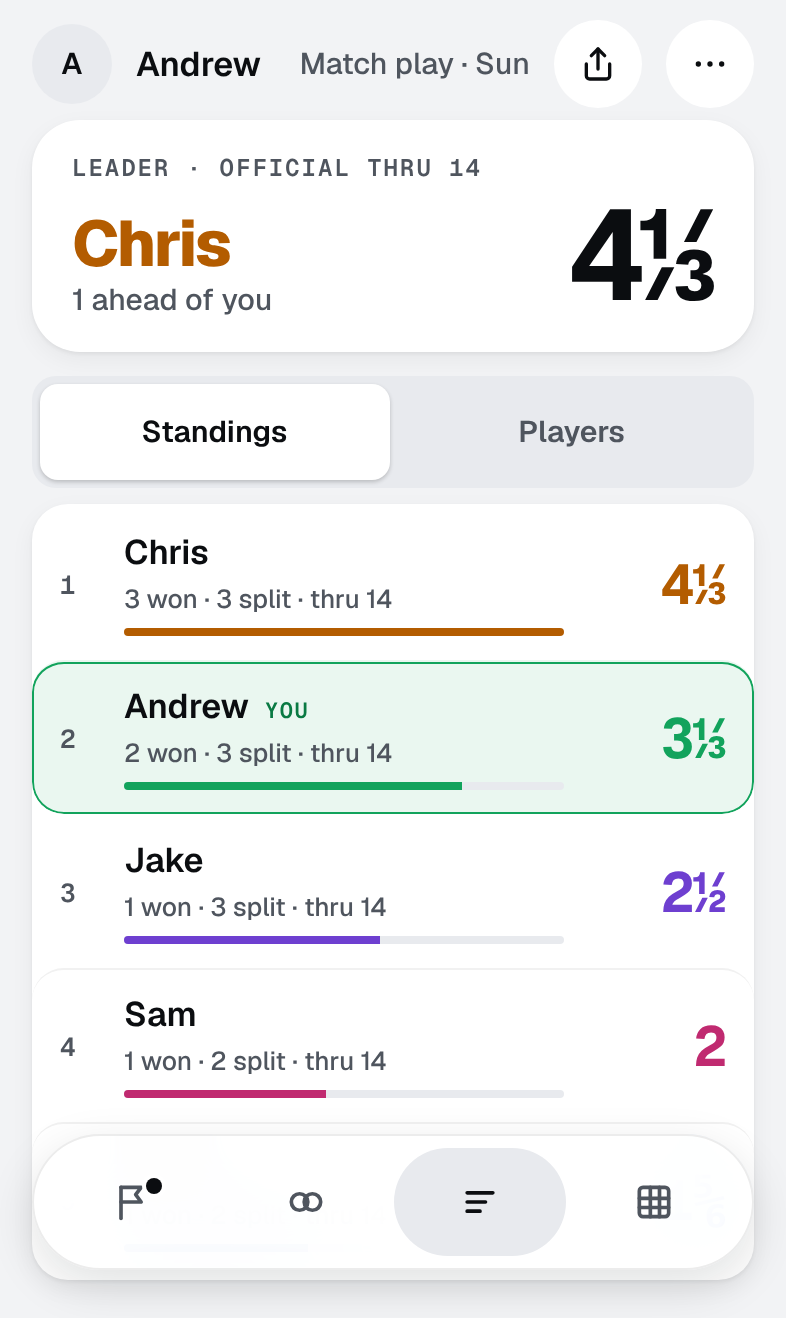 A Andrew Match play · Sun
LEADER · OFFICIAL THRU 14
Chris 4⅓
1 ahead of you
Standings Players
Chris
1 3 won · 3 split · thru 14 4⅓
Andrew YOU
2 2 won · 3 split · thru 14 3⅓
Jake
3 1 won · 3 split · thru 14 2½
Sam
4 1 won · 2 split · thru 14 2